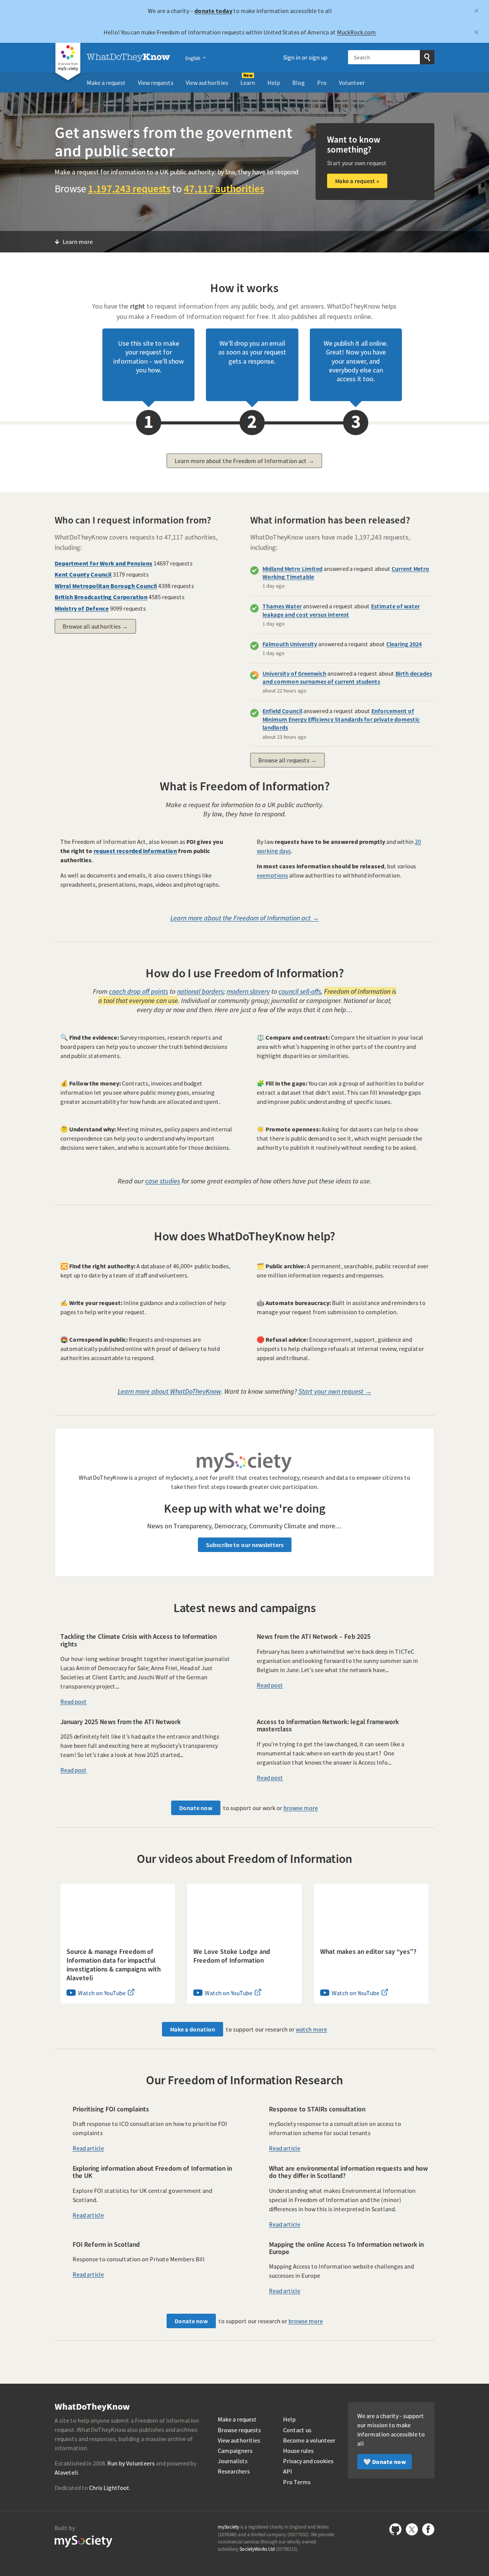 We are a charity – donate today to make information accessible to all
×
Hello! You can make Freedom of Information requests within United States of America at MuckRock.com
×
mySociety
WhatDoTheyKnow
English
Sign in or sign up
Search
Make a request
View requests
View authorities
New
Learn
Help
Blog
Pro
Volunteer
Get answers from the government
and public sector
Make a request for information to a UK public authority: by law, they have to respond
Browse 1,197,243 requests to 47,117 authorities
Want to know
something?
Start your own request
Make a request »
Learn more
How it works
You have the right to request information from any public body, and get answers. WhatDoTheyKnow helps
you make a Freedom of Information request for free. It also publishes all requests online.
Use this site to make
your request for
information – we'll show
you how.
We'll drop you an email
as soon as your request
gets a response.
We publish it all online.
Great! Now you have
your answer, and
everybody else can
access it too.
1
2
3
Learn more about the Freedom of Information act →
Who can I request information from?
WhatDoTheyKnow covers requests to 47,117 authorities,
including:
Department for Work and Pensions 14697 requests
Kent County Council 3179 requests
Wirral Metropolitan Borough Council 4398 requests
British Broadcasting Corporation 4585 requests
Ministry of Defence 9099 requests
Browse all authorities →
What information has been released?
WhatDoTheyKnow users have made 1,197,243 requests,
including:
Midland Metro Limited answered a request about Current Metro
Working Timetable
1 day ago
Thames Water answered a request about Estimate of water
leakage and cost versus interest
1 day ago
Falmouth University answered a request about Clearing 2024
1 day ago
University of Greenwich answered a request about Birth decades
and common surnames of current students
about 22 hours ago
Enfield Council answered a request about Enforcement of
Minimum Energy Efficiency Standards for private domestic
landlords
about 23 hours ago
Browse all requests →
What is Freedom of Information?
Make a request for information to a UK public authority.
By law, they have to respond.
The Freedom of Information Act, also known as FOI gives you
the right to request recorded information from public
authorities.
As well as documents and emails, it also covers things like
spreadsheets, presentations, maps, videos and photographs.
By law requests have to be answered promptly and within 20
working days.
In most cases information should be released, but various
exemptions allow authorities to withhold information.
Learn more about the Freedom of Information act →
How do I use Freedom of Information?
From coach drop off points to national borders; modern slavery to council sell-offs, Freedom of Information is
a tool that everyone can use. Individual or community group; journalist or campaigner. National or local;
every day or now and then. Here are just a few of the ways that it can help…
🔍 Find the evidence: Survey responses, research reports and
board papers can help you to uncover the truth behind decisions
and public statements.
⚖️ Compare and contrast: Compare the situation in your local
area with what's happening in other parts of the country and
highlight disparities or similarities.
💰 Follow the money: Contracts, invoices and budget
information let you see where public money goes, ensuring
greater accountability for how funds are allocated and spent.
🧩 Fill in the gaps: You can ask a group of authorities to build or
extract a dataset that didn't exist. This can fill knowledge gaps
and improve public understanding of specific issues.
🤔 Understand why: Meeting minutes, policy papers and internal
correspondence can help you to understand why important
decisions were taken, and who is accountable for those decisions.
☀️ Promote openness: Asking for datasets can help to show
that there is public demand to see it, which might persuade the
authority to publish it routinely without needing to be asked.
Read our case studies for some great examples of how others have put these ideas to use.
How does WhatDoTheyKnow help?
🔀 Find the right authority: A database of 46,000+ public bodies,
kept up to date by a team of staff and volunteers.
🗂️ Public archive: A permanent, searchable, public record of over
one million information requests and responses.
✍️ Write your request: Inline guidance and a collection of help
pages to help write your request.
🤖 Automate bureaucracy: Built in assistance and reminders to
manage your request from submission to completion.
📮 Correspond in public: Requests and responses are
automatically published online with proof of delivery to hold
authorities accountable to respond.
🛑 Refusal advice: Encouragement, support, guidance and
snippets to help challenge refusals at internal review, regulator
appeal and tribunal.
Learn more about WhatDoTheyKnow. Want to know something? Start your own request →
mySociety
WhatDoTheyKnow is a project of mySociety, a not for profit that creates technology, research and data to empower citizens to
take their first steps towards greater civic participation.
Keep up with what we're doing
News on Transparency, Democracy, Community Climate and more…
Subscribe to our newsletters
Latest news and campaigns
Tackling the Climate Crisis with Access to Information
rights
Our hour-long webinar brought together investigative journalist
Lucas Amin of Democracy for Sale; Anne Friel, Head of Just
Societies at Client Earth; and Joschi Wolf of the German
transparency project...
Read post
News from the ATI Network – Feb 2025
February has been a whirlwind but we're back deep in TICTeC
organisation and looking forward to the sunny summer sun in
Belgium in June. Let's see what the network have...
Read post
January 2025 News from the ATI Network
2025 definitely felt like it's had quite the entrance and things
have been full and exciting here at mySociety's transparency
team! So let's take a look at how 2025 started...
Read post
Access to Information Network: legal framework
masterclass
If you're trying to get the law changed, it can seem like a
monumental task: where on earth do you start? One
organisation that knows the answer is Access Info...
Read post
Donate now to support our work or browse more
Our videos about Freedom of Information
Source & manage Freedom of
Information data for impactful
investigations & campaigns with
Alaveteli
Watch on YouTube
We Love Stoke Lodge and
Freedom of Information
Watch on YouTube
What makes an editor say “yes”?
Watch on YouTube
Make a donation to support our research or watch more
Our Freedom of Information Research
Prioritising FOI complaints
Draft response to ICO consultation on how to prioritise FOI
complaints
Read article
Response to STAIRs consultation
mySociety response to a consultation on access to
information scheme for social tenants
Read article
Exploring information about Freedom of Information in
the UK
Explore FOI statistics for UK central government and
Scotland.
Read article
What are environmental information requests and how
do they differ in Scotland?
Understanding what makes Environmental Information
special in Freedom of Information and the (minor)
differences in how this is interpreted in Scotland.
Read article
FOI Reform in Scotland
Response to consultation on Private Members Bill
Read article
Mapping the online Access To Information network in
Europe
Mapping Access to Information website challenges and
successes in Europe
Read article
Donate now to support our research or browse more
WhatDoTheyKnow
A site to help anyone submit a Freedom of Information
request. WhatDoTheyKnow also publishes and archives
requests and responses, building a massive archive of
information.
Established in 2008. Run by Volunteers and powered by
Alaveteli.
Dedicated to Chris Lightfoot.
Make a request
Browse requests
View authorities
Campaigners
Journalists
Researchers
Help
Contact us
Become a volunteer
House rules
Privacy and cookies
API
Pro Terms
We are a charity - support
our mission to make
information accessible to
all
🤍 Donate now
Built by
mySociety
mySociety is a registered charity in England and Wales
(1076346) and a limited company (03277032). We provide
commercial services through our wholly owned
subsidiary SocietyWorks Ltd (05798215).